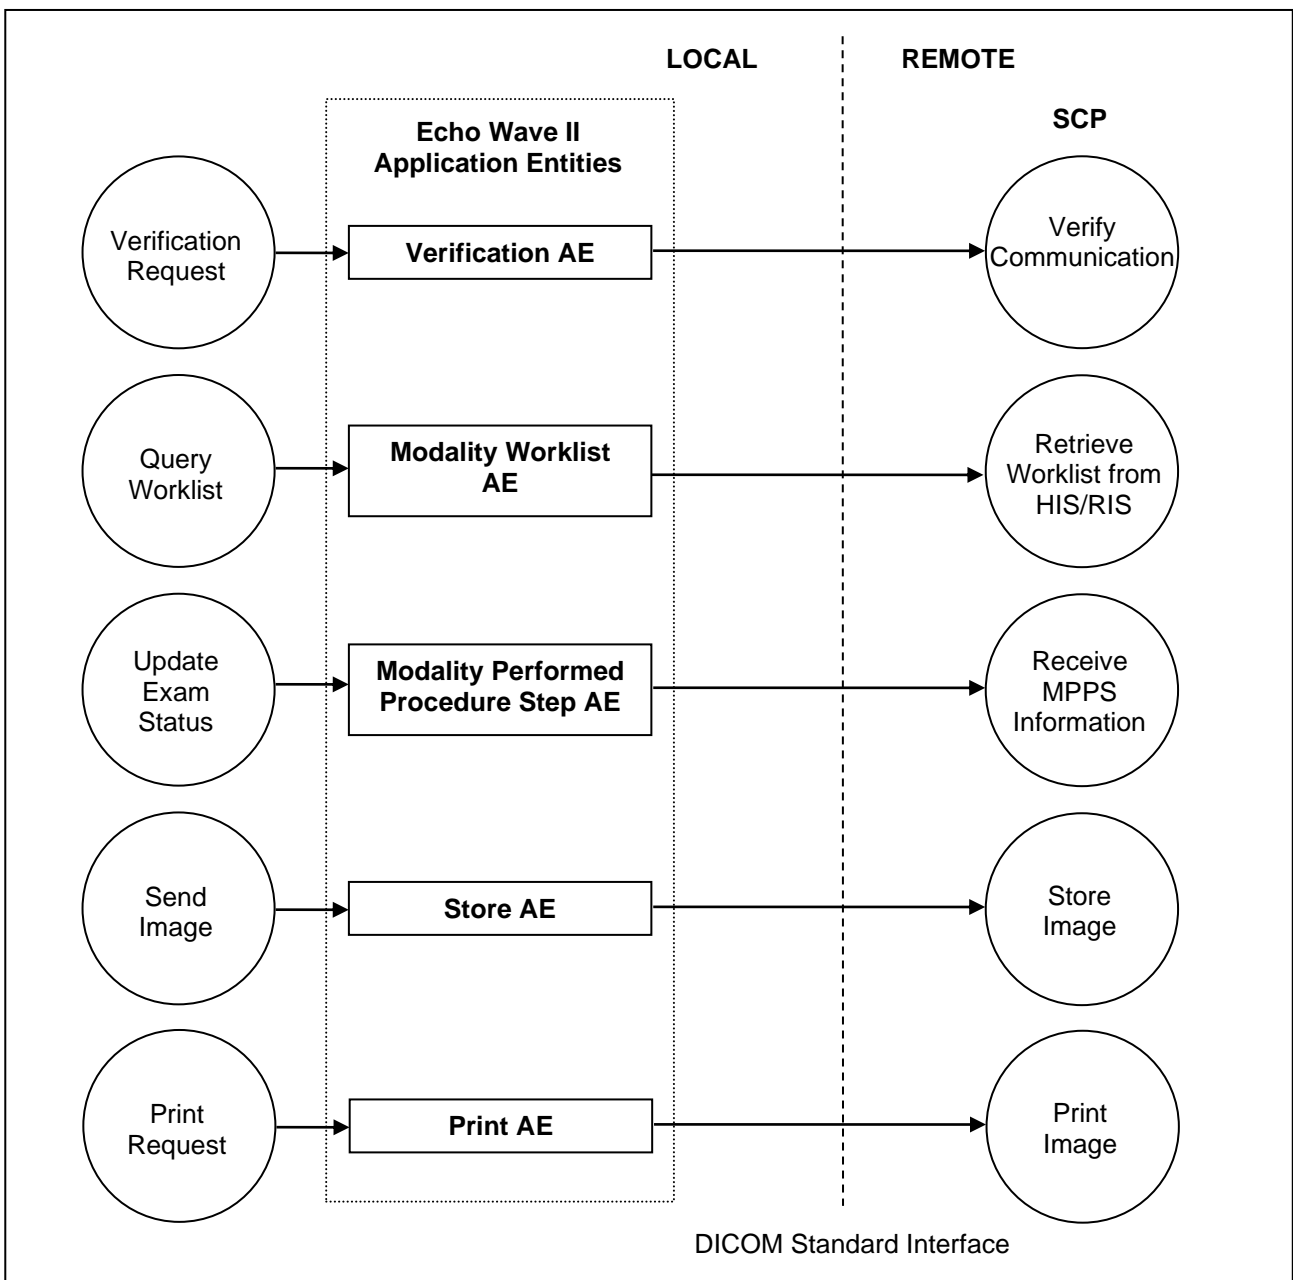 LOCAL
REMOTE
SCP
Echo Wave II
Application Entities
Verification
Request
Verification AE
Verify
Communication
Query
Worklist
Modality Worklist
AE
Retrieve
Worklist from
HIS/RIS
Update
Exam
Status
Modality Performed
Procedure Step AE
Receive
MPPS
Information
Send
Image
Store AE
Store
Image
Print
Request
Print AE
Print
Image
DICOM Standard Interface